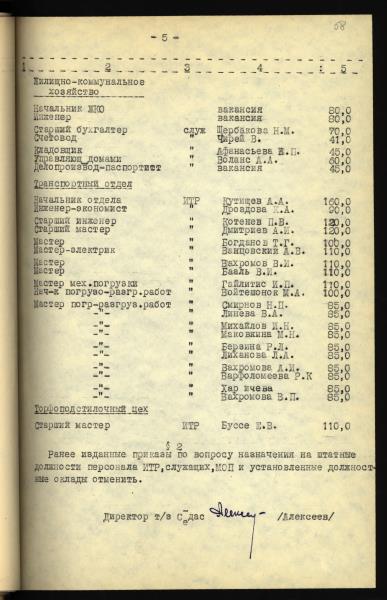 58
- 5 -
1 2 3 4 : 5
Жилищно-коммунальное
хозяйство
Начальник ЖКО вакансия 80,0
Инженер " вакансия 80,0
Старший бухгалтер служ Щербакова Н.М. 70,0
Счетовод " Чирей В. 41,0
Кладовщик " Афанасьева Е.П. 45,0
Управляющ домами " Воланс А.А. 60,0
Делопроизвод-паспортист " вакансия 45,0
Транспортный отдел
Начальник отдела ИТР Кутищев А.А. 160,0
Инженер-экономист " Дроздова К.А. 90,0
Старший инженер " Котенев П.В. 120,0
Старший мастер " Дмитриев А.И. 120,0
Мастер " Богданов Т.Г. 100,0
Мастер-электрик " Ванцовский А.В. 110,0
Мастер " Вахромов В.И. 110,0
Мастер " Бааль В.И. 110,0
Мастер мех.погрузки " Гайлитис И.П. 110,0
Нач-к погрузо-разгр.работ " Войтешонок М.А. 100,0
Мастер погр-разгруз.работ " Смирнов Н.П. 85,0
-"- " Линева В.А. 85,0
-"- " Михайлов И.Н. 85,0
-"- " Маковкина М.Н. 85,0
-"- " Берзина Р.Л. 85,0
-"- " Лиханова Л.А. 85,0
-"- " Вахромова А.И. 85,0
-"- " Варфоломеева Р.К 85,0
-"- " Харичева 85,0
-"- " Вахромова В.П. 85,0
Торфоподстилочный цех
Старший мастер ИТР Буссе Е.В. 110,0
§ 2
Ранее изданные приказы по вопросу назначения на штатные
должности персонала ИТР,служащих,МОП и установленные должност-
ные оклады отменить.
Директор т/в Седас /Алексеев/